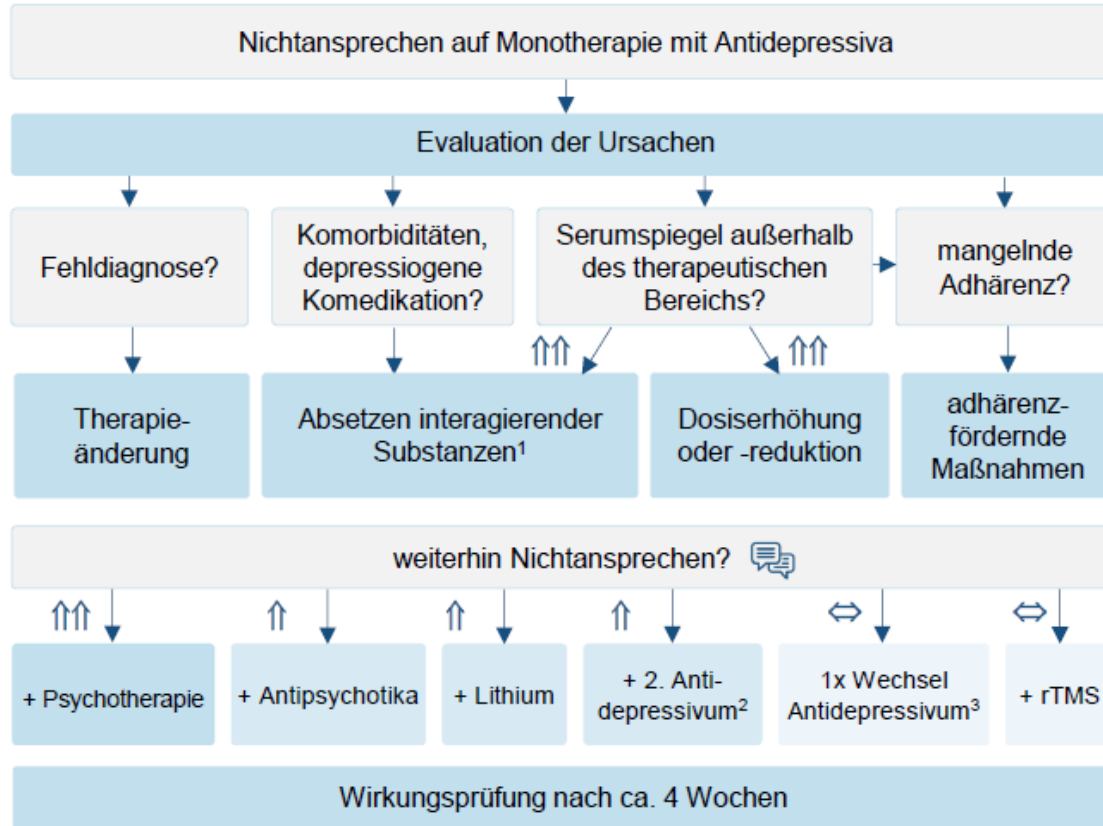 Nichtansprechen auf Monotherapie mit Antidepressiva
Evaluation der Ursachen
Fehldiagnose?
Komorbiditäten,
depressiogene
Komedikation?
Serumspiegel außerhalb
des therapeutischen
Bereichs?
mangelnde
Adhärenz?
⇑⇑
⇑⇑
Therapie-
änderung
Absetzen interagierender
Substanzen¹
Dosiserhöhung
oder -reduktion
adhärenz-
fördernde
Maßnahmen
weiterhin Nichtansprechen?
⇑⇑
⇑
⇑
⇑
⇔
⇔
+ Psychotherapie
+ Antipsychotika
+ Lithium
+ 2. Anti-
depressivum²
1x Wechsel
Antidepressivum³
+ rTMS
Wirkungsprüfung nach ca. 4 Wochen